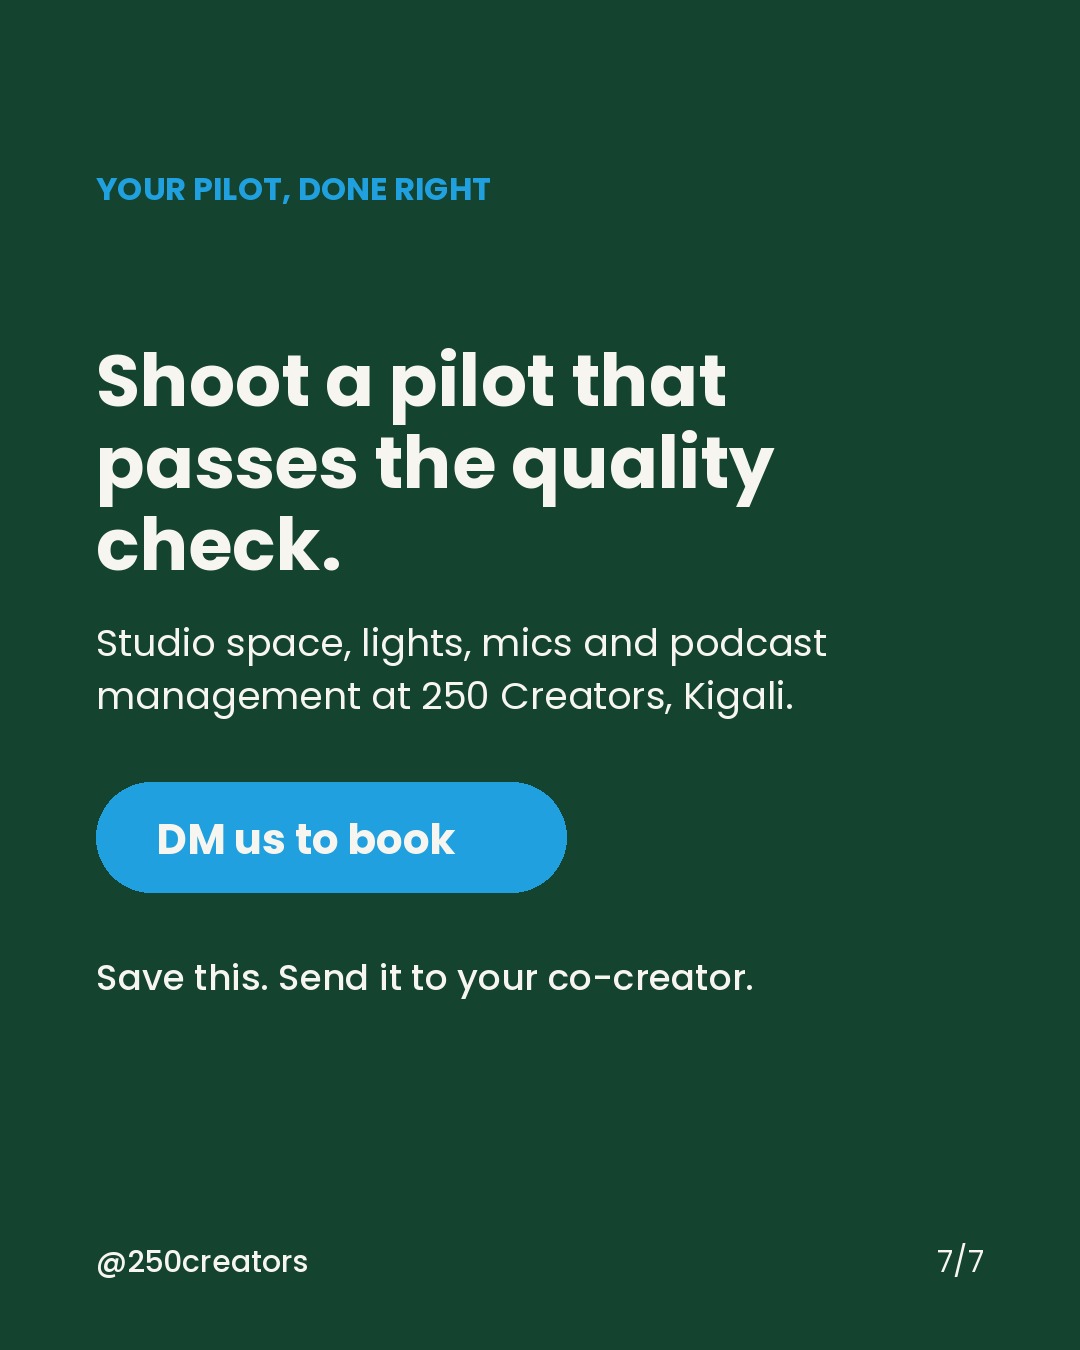 YOUR PILOT, DONE RIGHT
Shoot a pilot that
passes the quality
check.
Studio space, lights, mics and podcast
management at 250 Creators, Kigali.
DM us to book
Save this. Send it to your co-creator.
@250creators
7/7